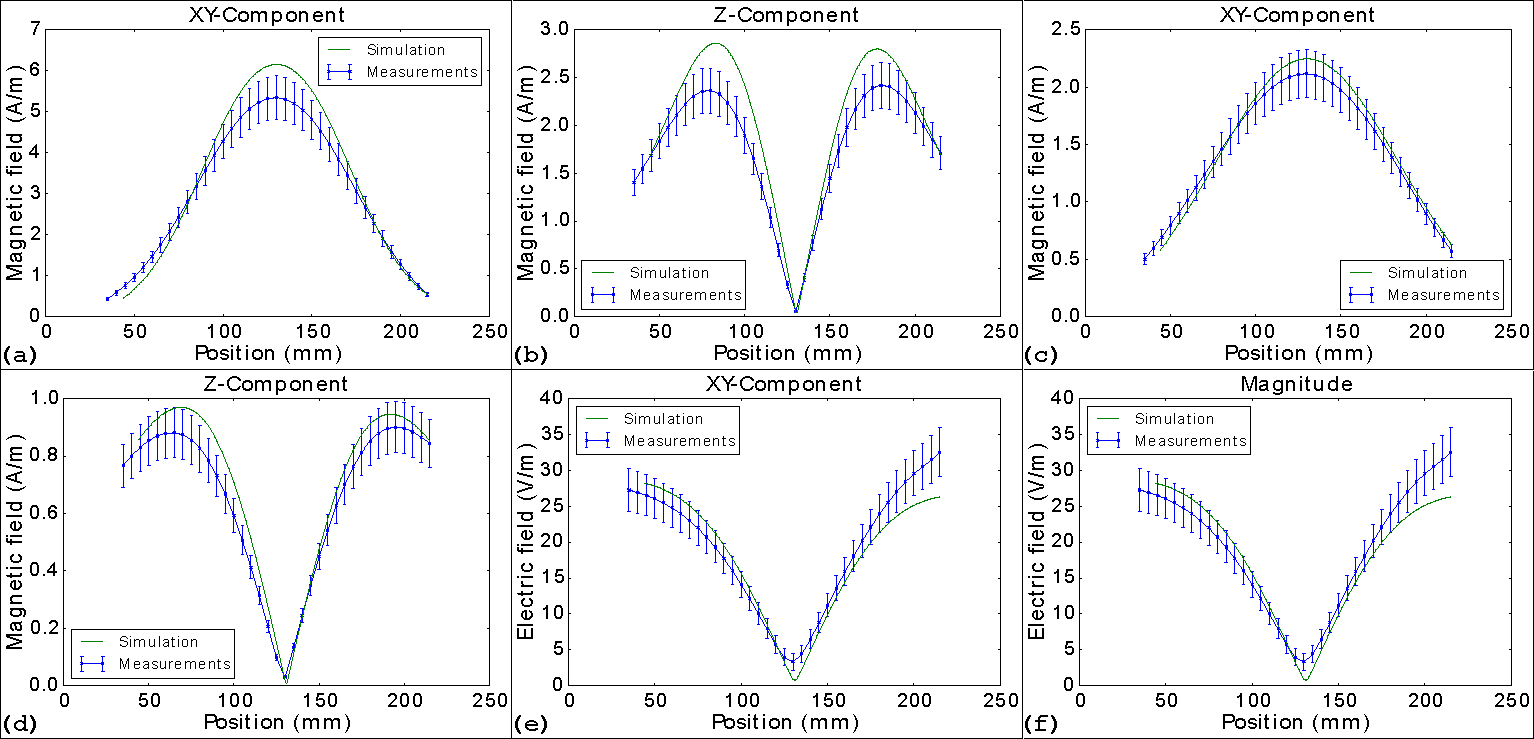 XY-Component
7
6
5
4
3
2
1
0
Magnetic field (A/m)
Simulation
Measurements
0 50 100 150 200 250
Position (mm)
(a)
Z-Component
3.0
2.5
2.0
1.5
1.0
0.5
0.0
Magnetic field (A/m)
Simulation
Measurements
0 50 100 150 200 250
Position (mm)
(b)
XY-Component
2.5
2.0
1.5
1.0
0.5
0.0
Magnetic field (A/m)
Simulation
Measurements
0 50 100 150 200 250
Position (mm)
(c)
Z-Component
1.0
0.8
0.6
0.4
0.2
0.0
Magnetic field (A/m)
Simulation
Measurements
0 50 100 150 200 250
Position (mm)
(d)
XY-Component
40
35
30
25
20
15
10
5
0
Electric field (V/m)
Simulation
Measurements
0 50 100 150 200 250
Position (mm)
(e)
Magnitude
40
35
30
25
20
15
10
5
0
Electric field (V/m)
Simulation
Measurements
0 50 100 150 200 250
Position (mm)
(f)